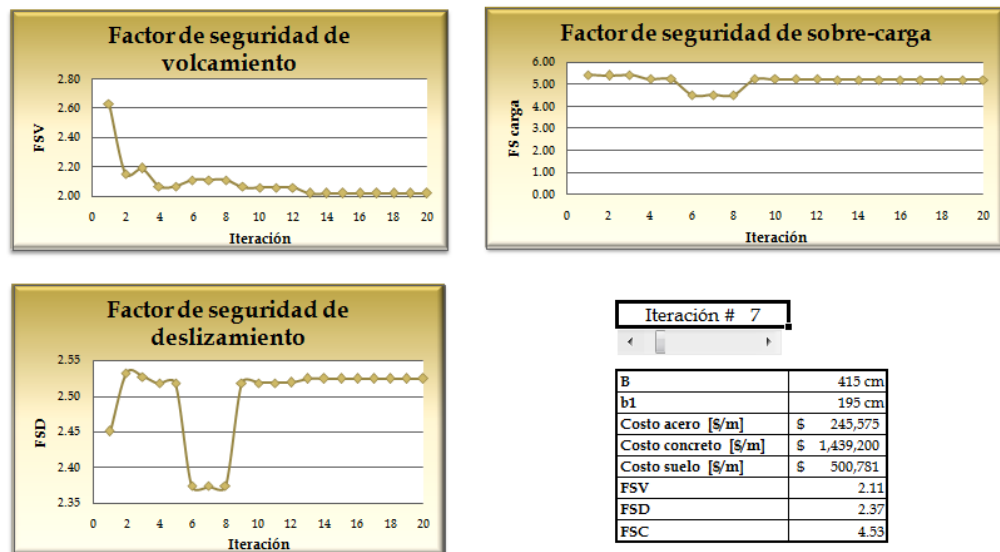 Factor de seguridad de
volcamiento
2.80
2.60
2.40
2.20
2.00
FSV
0 2 4 6 8 10 12 14 16 18 20
Iteración
Factor de seguridad de sobre-carga
6.00
5.00
4.00
3.00
2.00
1.00
0.00
FS carga
0 2 4 6 8 10 12 14 16 18 20
Iteración
Factor de seguridad de
deslizamiento
2.55
2.50
2.45
2.40
2.35
FSD
0 2 4 6 8 10 12 14 16 18 20
Iteración
Iteración # 7
B 415 cm
b1 195 cm
Costo acero [$/m] $ 245,575
Costo concreto [$/m] $ 1,439,200
Costo suelo [$/m] $ 500,781
FSV 2.11
FSD 2.37
FSC 4.53